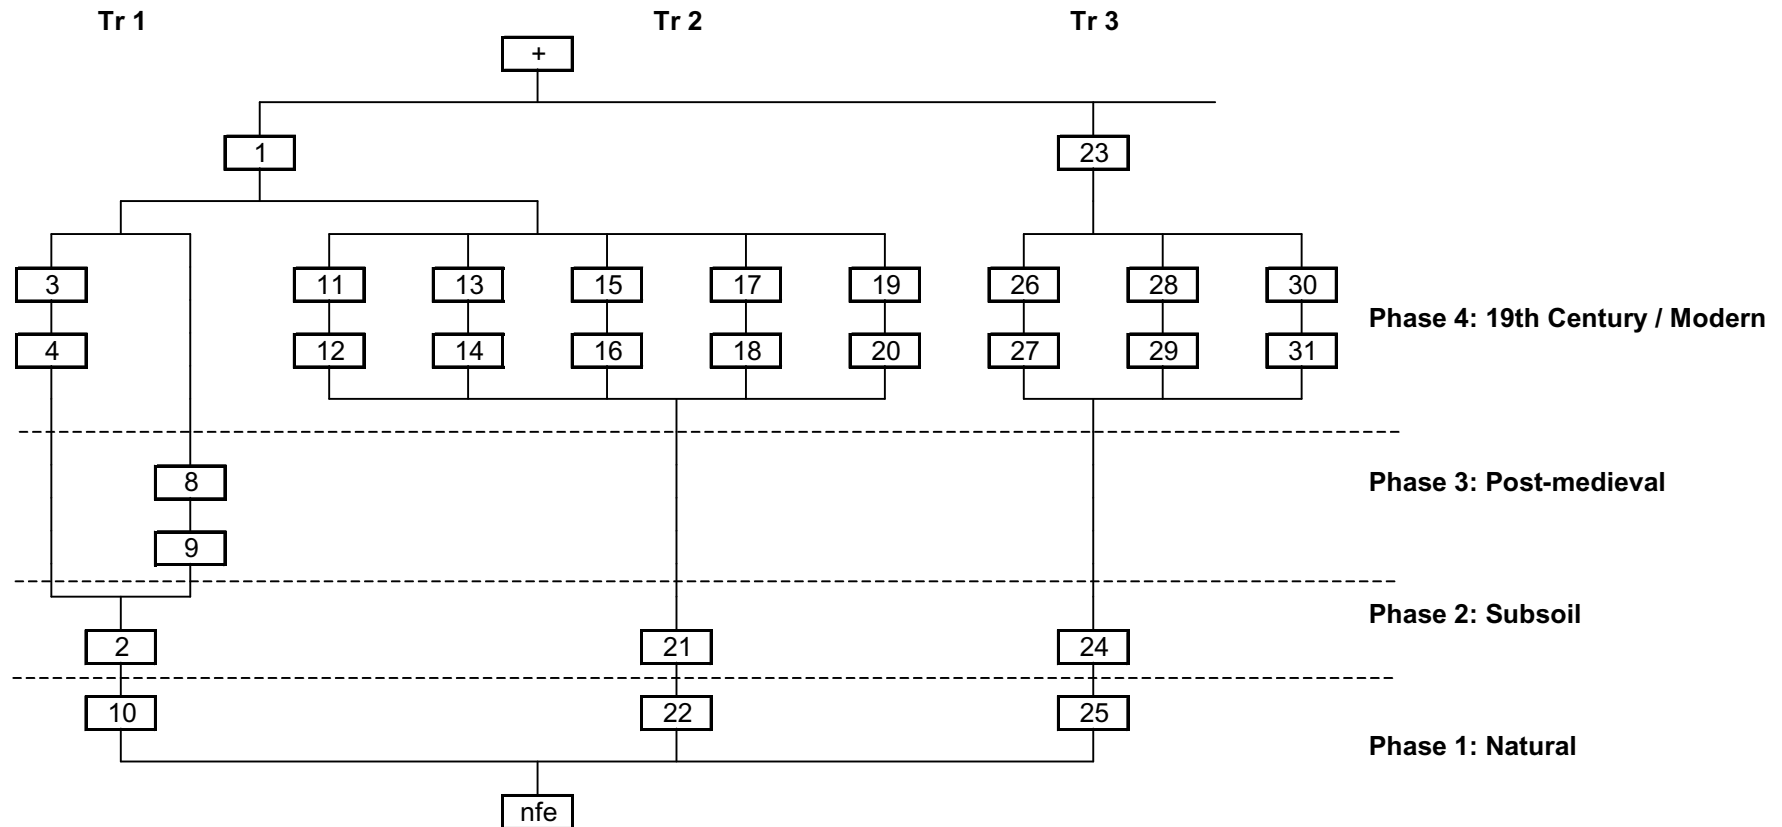 Tr 1 Tr 2 Tr 3
+
1 23
3 11 13 15 17 19 26 28 30
Phase 4: 19th Century / Modern
4 12 14 16 18 20 27 29 31
8 Phase 3: Post-medieval
9
Phase 2: Subsoil
2 21 24
10 22 25
Phase 1: Natural
nfe